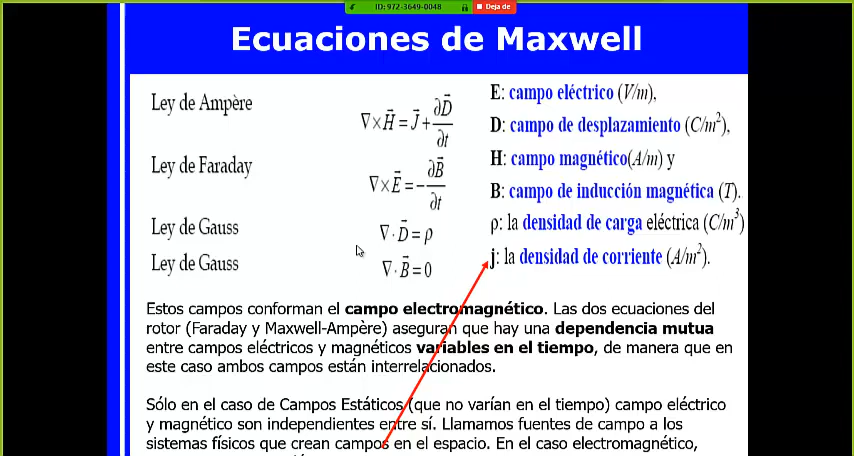 ID: 972-3649-0048
Deja de
Ecuaciones de Maxwell
Ley de Ampère
∇×H⃗ = J⃗ + ∂D⃗/∂t
Ley de Faraday
∇×E⃗ = −∂B⃗/∂t
Ley de Gauss
∇·D⃗ = ρ
Ley de Gauss
∇·B⃗ = 0
E: campo eléctrico (V/m),
D: campo de desplazamiento (C/m²),
H: campo magnético(A/m) y
B: campo de inducción magnética (T).
ρ: la densidad de carga eléctrica (C/m³)
j: la densidad de corriente (A/m²).
Estos campos conforman el campo electromagnético. Las dos ecuaciones del
rotor (Faraday y Maxwell-Ampère) aseguran que hay una dependencia mutua
entre campos eléctricos y magnéticos variables en el tiempo, de manera que en
este caso ambos campos están interrelacionados.
Sólo en el caso de Campos Estáticos (que no varían en el tiempo) campo eléctrico
y magnético son independientes entre sí. Llamamos fuentes de campo a los
sistemas físicos que crean campos en el espacio. En el caso electromagnético,